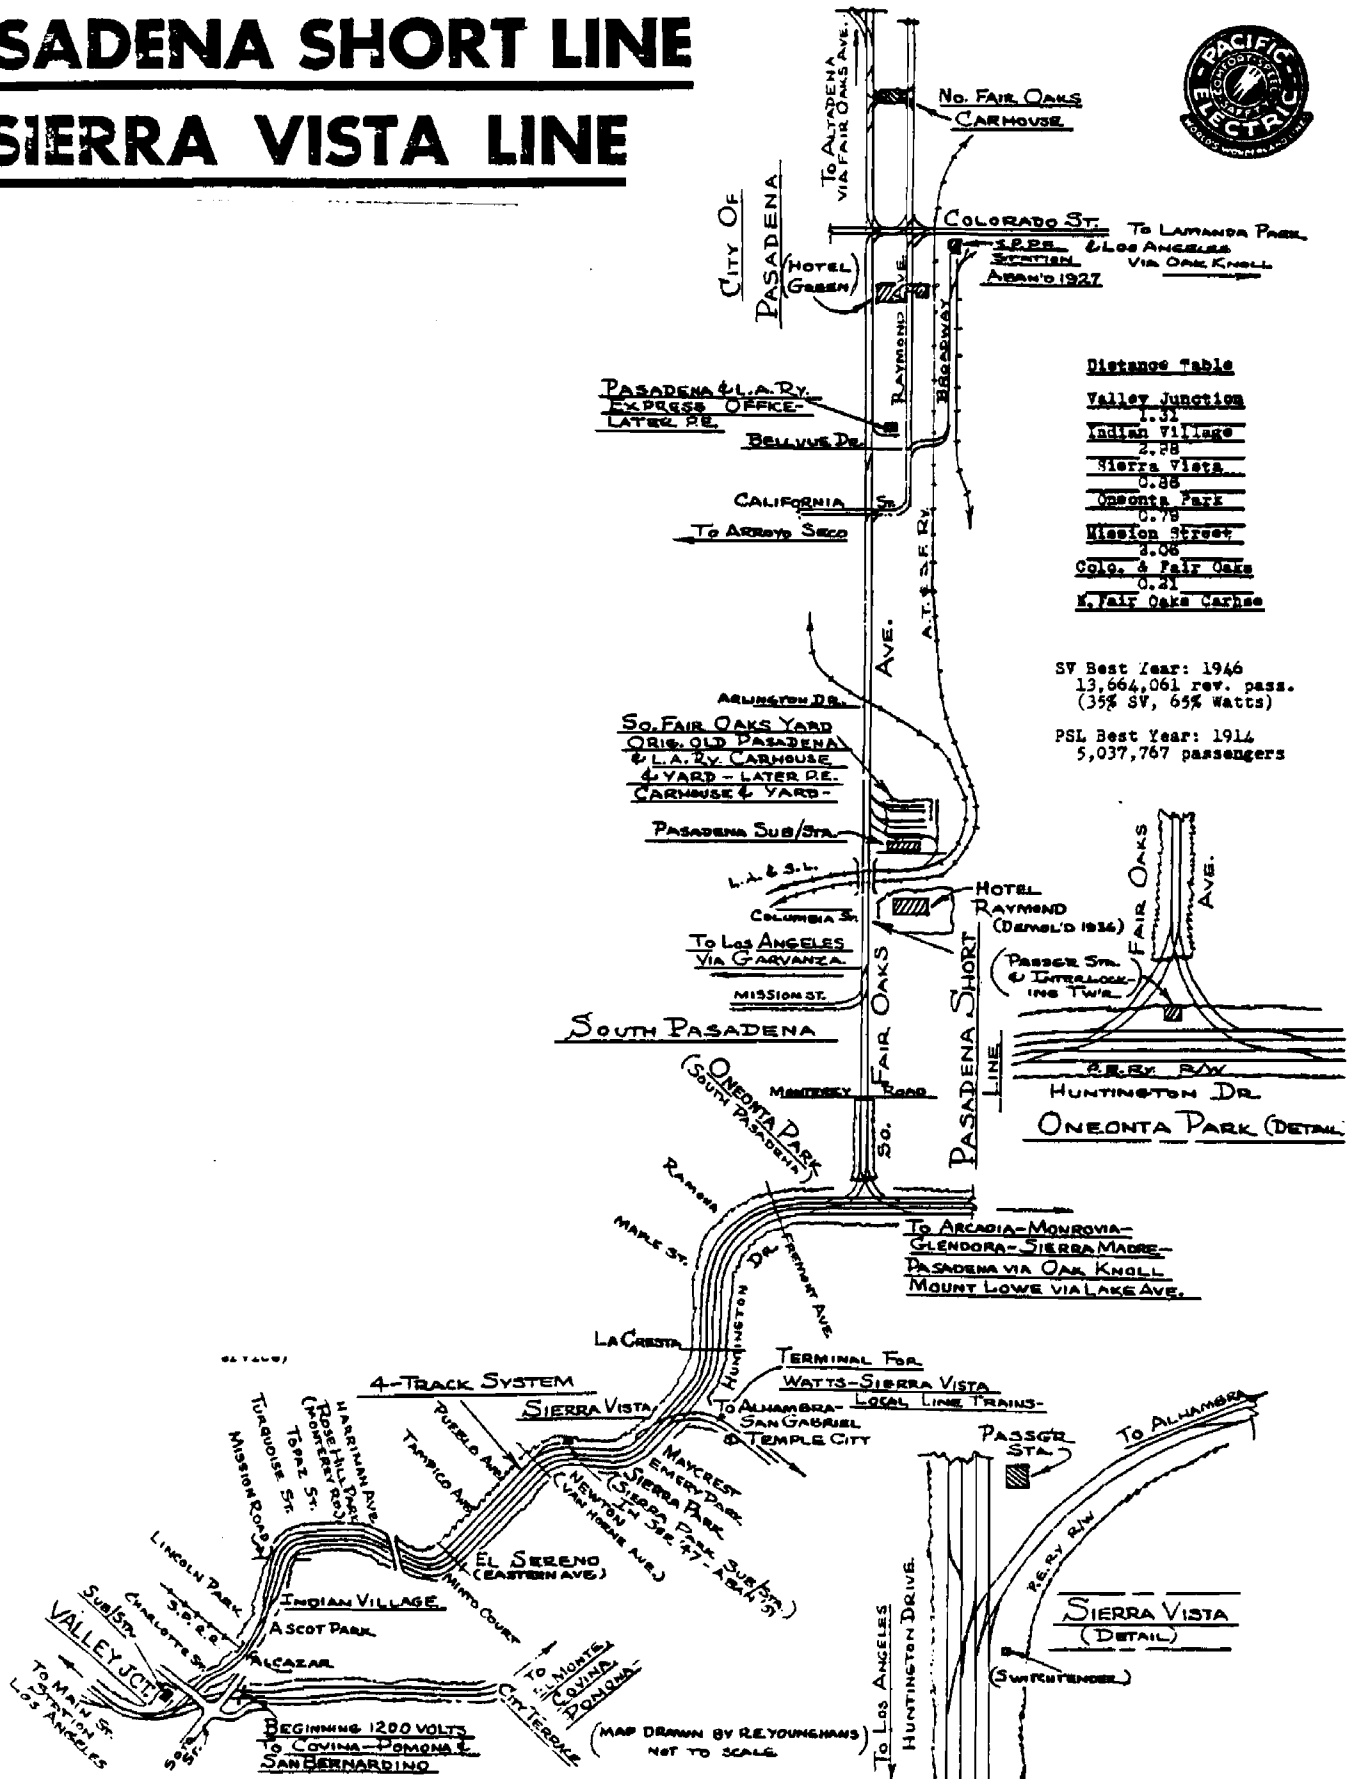 SADENA SHORT LINE
SIERRA VISTA LINE
PACIFIC
ELECTRIC
COMFORT SPEED
SAFETY
TO ALTADENA
VIA FAIR OAKS AVE.
NO. FAIR OAKS
CARHOUSE
CITY OF
PASADENA
COLORADO ST.
TO LAMANDA PARK
& LOS ANGELES
VIA OAK KNOLL
STATION
ABAN'D 1927
(HOTEL
GREEN)
RAYMOND AVE.
BROADWAY
PASADENA & L.A. RY.
EXPRESS OFFICE-
LATER P.E.
BELLVUE DR.
CALIFORNIA ST.
TO ARROYO SECO
A.T. & S.F. RY.
Distance Table
Valley Junction
1.31
Indian Village
Sierra Vista
Oneonta Park
Mission Street
Colo. & Fair Oaks
0.21
N. Fair Oaks Carhse
SV Best Year: 1946
13,664,061 rev. pass.
(35% SV, 65% Watts)
PSL Best Year: 1914
5,037,767 passengers
AVE.
ARLINGTON DR.
SO. FAIR OAKS YARD
ORIG. OLD PASADENA
& L.A. RY. CARHOUSE
& YARD - LATER P.E.
CARHOUSE & YARD-
PASADENA SUB/STA.
L.A. & S.L.
COLUMBIA ST.
HOTEL
RAYMOND
(DEMOL'D 1936)
TO LOS ANGELES
VIA GARVANZA
MISSION ST.
SOUTH PASADENA
SO. FAIR OAKS
PASADENA SHORT
LINE
FAIR OAKS
AVE.
(PASSGR STA.
& INTERLOCK-
ING TW'R.)
P.E. RY. R/W
HUNTINGTON DR.
ONEONTA PARK (DETAIL
MONTEREY ROAD
ONEONTA PARK
(SOUTH PASADENA)
RAMONA
MAPLE ST.
FREMONT AVE
HUNTINGTON DR
TO ARCADIA-MONROVIA-
GLENDORA-SIERRA MADRE-
PASADENA VIA OAK KNOLL
MOUNT LOWE VIA LAKE AVE.
LA CRESTA
TERMINAL FOR
WATTS-SIERRA VISTA
LOCAL LINE TRAINS-
4-TRACK SYSTEM
SIERRA VISTA
TO ALHAMBRA-
SAN GABRIEL
TEMPLE CITY
PUEBLO AVE
TAMPICO AVE
MAYCREST
EMERY PARK
SIERRA PARK
(SIERRA PARK SUB/STA.
IN SER '47 - ABAN '51)
NEWTON
(VAN HORNE AVE.)
EL SERENO
(EASTERN AVE)
MINTO COURT
HARRIMAN AVE
ROSE HILL PARK
(MONTEREY RD.)
TOPAZ ST.
TURQUOISE ST.
MISSION ROAD
LINCOLN PARK
S.P.R.R.
INDIAN VILLAGE
ASCOT PARK
ALCAZAR
CHARLOTTE ST.
SUB/STA
VALLEY JCT.
TO MAIN ST.
STATION
LOS ANGELES
SOTO
ST.
BEGINNING 1200 VOLTS
TO COVINA-POMONA &
SAN BERNARDINO
CITY TERRACE
TO
EL MONTE,
COVINA,
POMONA-
(MAP DRAWN BY R.E. YOUNGHANS)
NOT TO SCALE
PASSGR
STA.
TO ALHAMBRA
P.E. RY R/W
TO LOS ANGELES
HUNTINGTON DRIVE
SIERRA VISTA
(DETAIL)
(SWITCHTENDER)